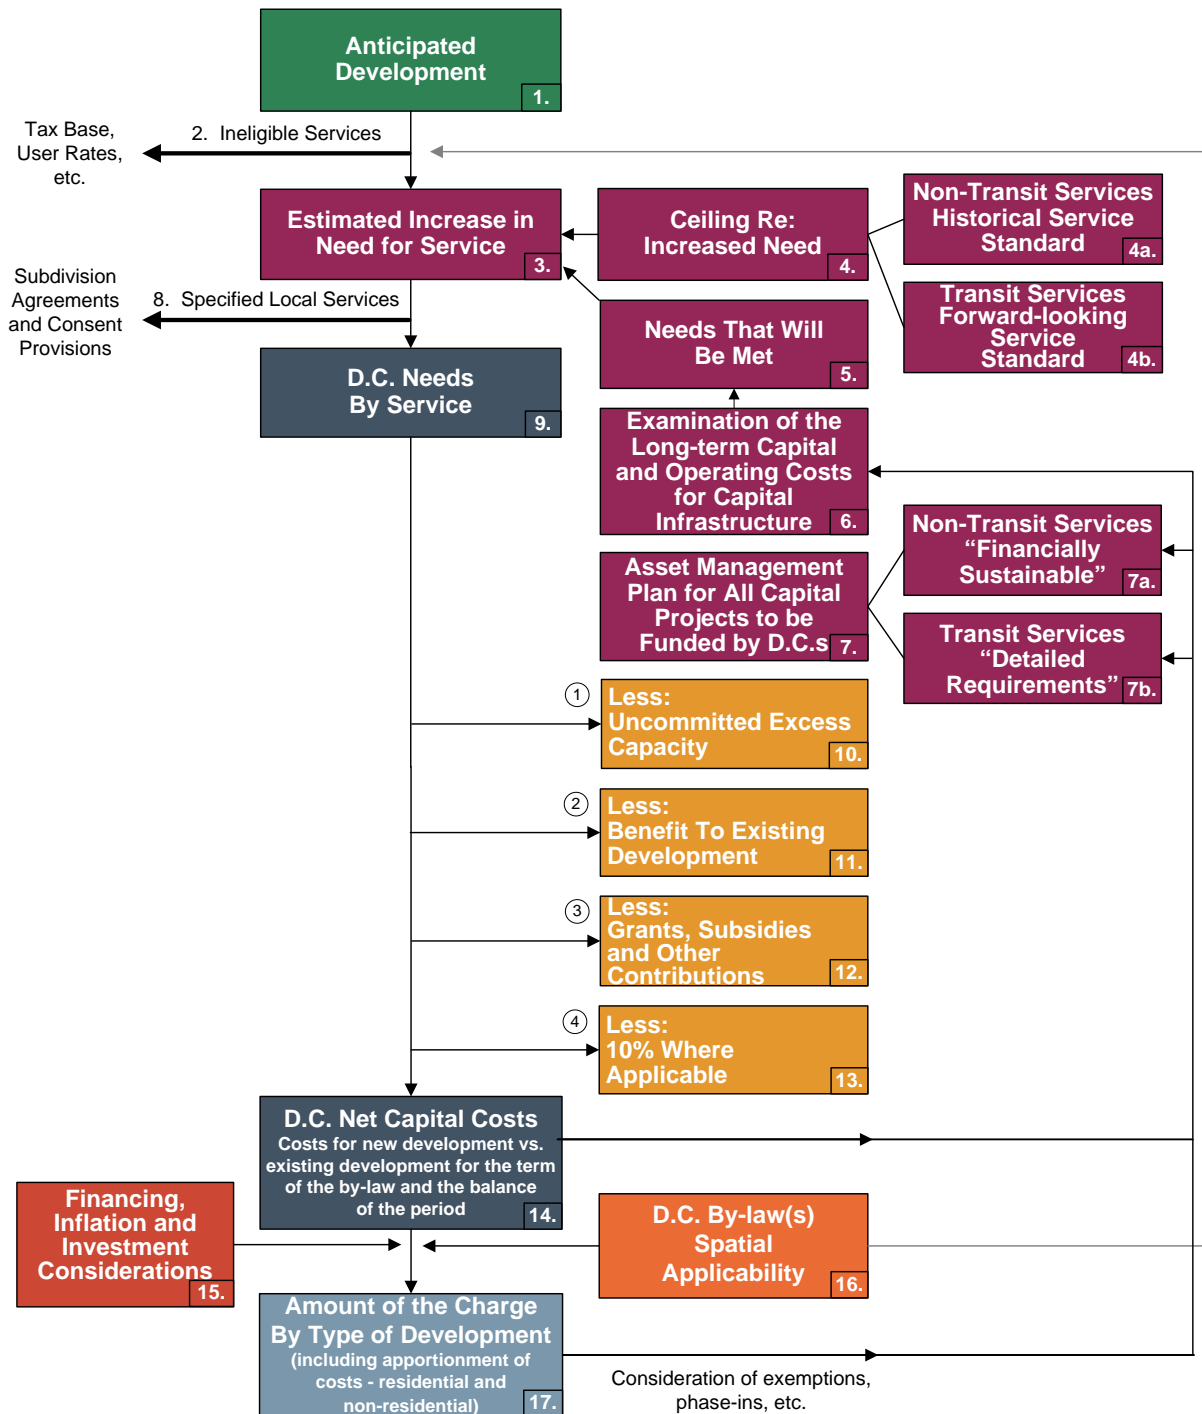 Anticipated
Development
1.
Tax Base,
User Rates,
etc.
2. Ineligible Services
Estimated Increase in
Need for Service
3.
Ceiling Re:
Increased Need
4.
Non-Transit Services
Historical Service
Standard
4a.
Transit Services
Forward-looking
Service
Standard
4b.
Subdivision
Agreements
and Consent
Provisions
8. Specified Local Services
Needs That Will
Be Met
5.
D.C. Needs
By Service
9.
Examination of the
Long-term Capital
and Operating Costs
for Capital
Infrastructure
6.
Non-Transit Services
“Financially
Sustainable”
7a.
Asset Management
Plan for All Capital
Projects to be
Funded by D.C.s
7.
Transit Services
“Detailed
Requirements”
7b.
1
Less:
Uncommitted Excess
Capacity
10.
2
Less:
Benefit To Existing
Development
11.
3
Less:
Grants, Subsidies
and Other
Contributions
12.
4
Less:
10% Where
Applicable
13.
D.C. Net Capital Costs
Costs for new development vs.
existing development for the term
of the by-law and the balance
of the period
14.
Financing,
Inflation and
Investment
Considerations
15.
D.C. By-law(s)
Spatial
Applicability
16.
Amount of the Charge
By Type of Development
(including apportionment of
costs - residential and
non-residential)
17.
Consideration of exemptions,
phase-ins, etc.